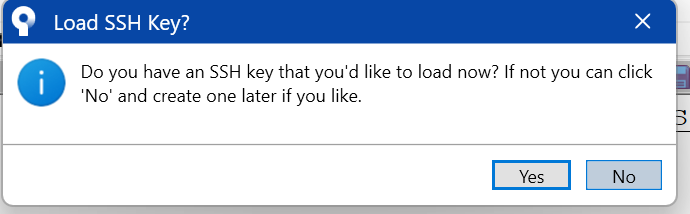 Load SSH Key?
Do you have an SSH key that you'd like to load now? If not you can click
'No' and create one later if you like.
Yes
No